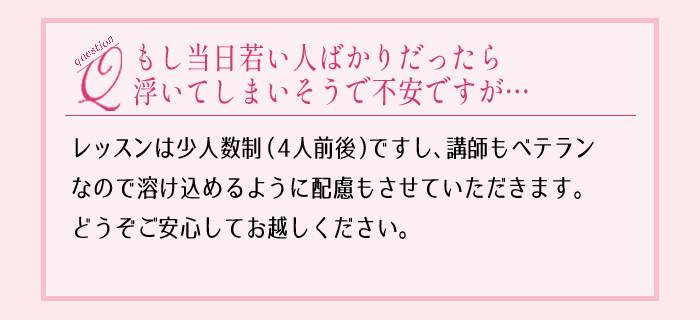 question
Q もし当日若い人ばかりだったら
浮いてしまいそうで不安ですが…
レッスンは少人数制（4人前後）ですし、講師もベテラン
なので溶け込めるように配慮もさせていただきます。
どうぞご安心してお越しください。